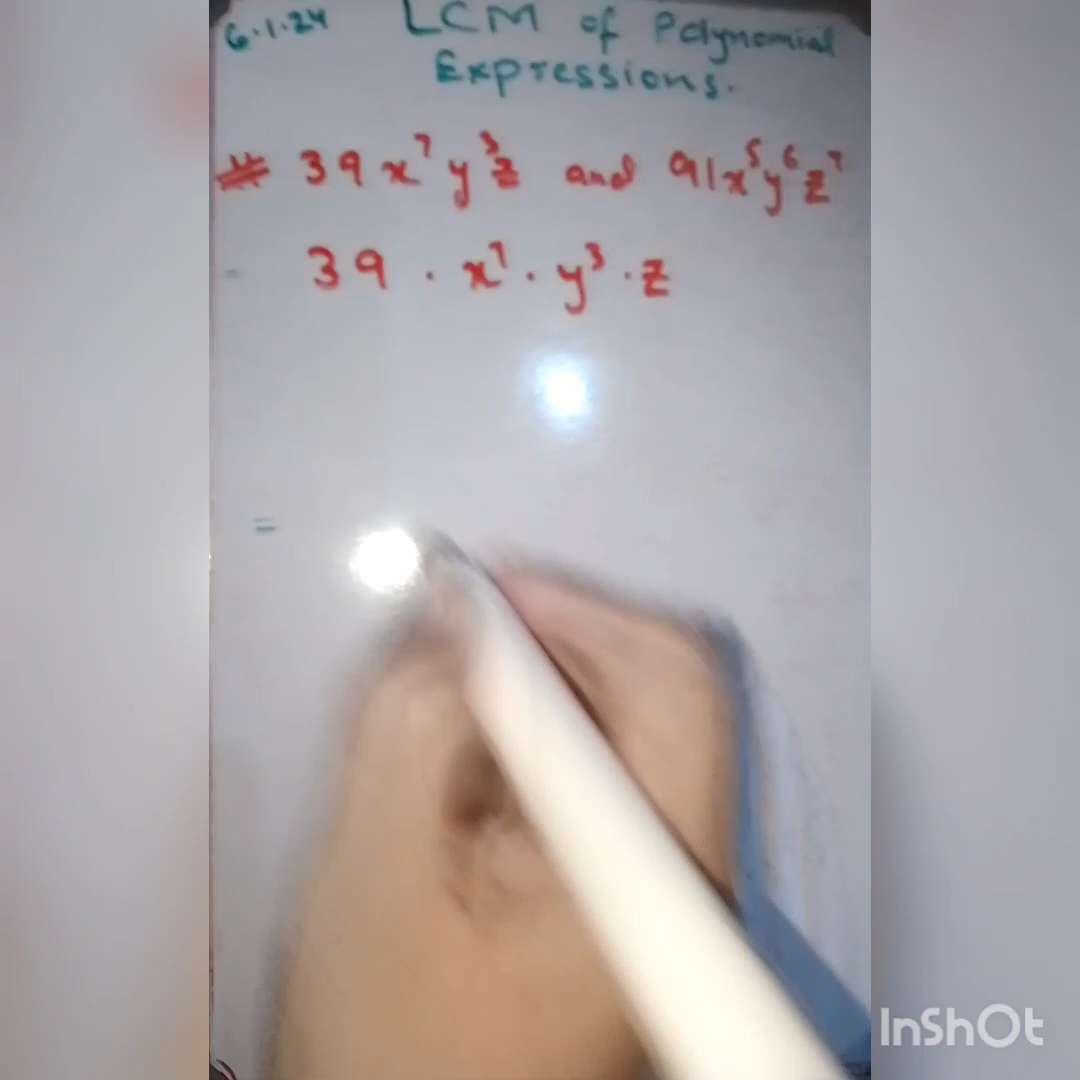 6.1.24 LCM of Polynomial
Expressions.
* 39x⁷y³z and 91x⁵y⁶z⁷
= 39 · x⁷ · y³ · z
=
InShOt